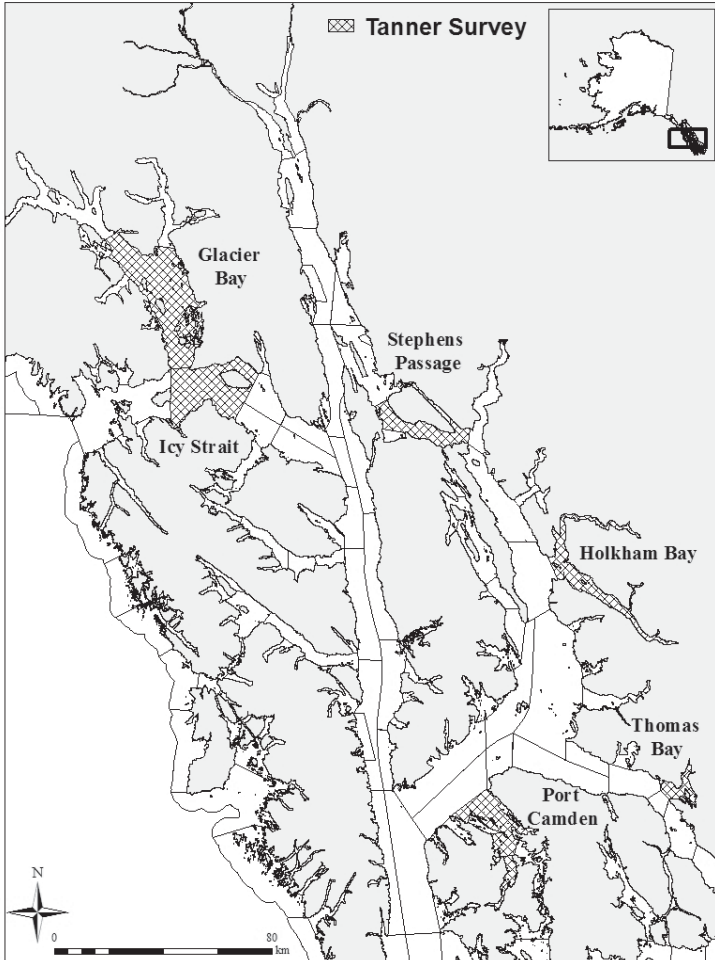 Tanner Survey
Glacier
Bay
Stephens
Passage
Icy Strait
Holkham Bay
Thomas
Bay
Port
Camden
N
0 80
km